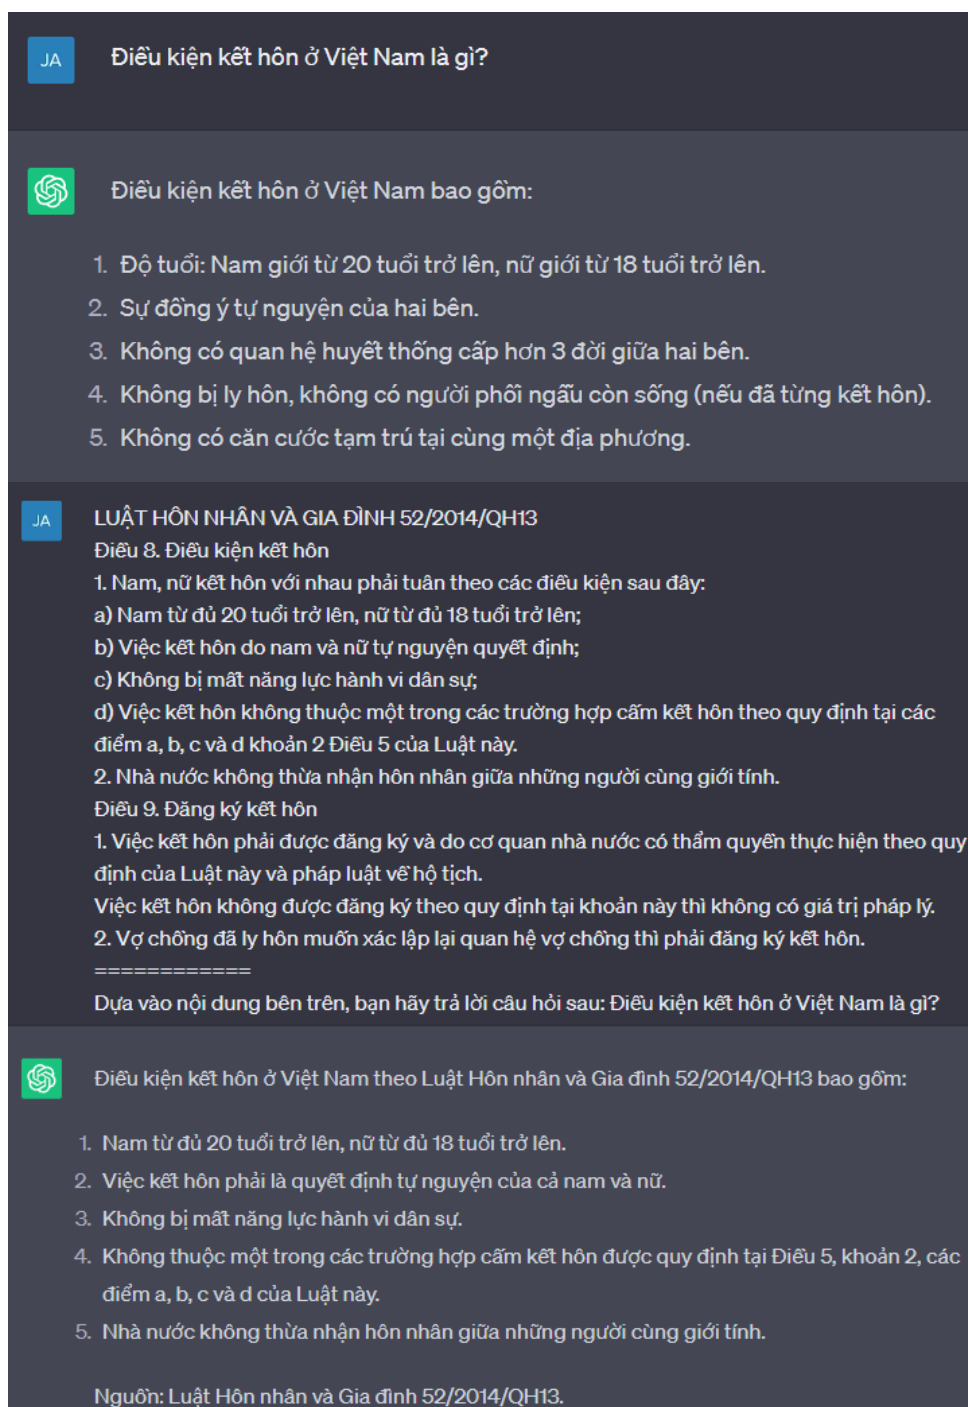 JA
Điều kiện kết hôn ở Việt Nam là gì?
Điều kiện kết hôn ở Việt Nam bao gồm:
1. Độ tuổi: Nam giới từ 20 tuổi trở lên, nữ giới từ 18 tuổi trở lên.
2. Sự đồng ý tự nguyện của hai bên.
3. Không có quan hệ huyết thống cấp hơn 3 đời giữa hai bên.
4. Không bị ly hôn, không có người phối ngẫu còn sống (nếu đã từng kết hôn).
5. Không có căn cước tạm trú tại cùng một địa phương.
JA
LUẬT HÔN NHÂN VÀ GIA ĐÌNH 52/2014/QH13
Điều 8. Điều kiện kết hôn
1. Nam, nữ kết hôn với nhau phải tuân theo các điều kiện sau đây:
a) Nam từ đủ 20 tuổi trở lên, nữ từ đủ 18 tuổi trở lên;
b) Việc kết hôn do nam và nữ tự nguyện quyết định;
c) Không bị mất năng lực hành vi dân sự;
d) Việc kết hôn không thuộc một trong các trường hợp cấm kết hôn theo quy định tại các
điểm a, b, c và d khoản 2 Điều 5 của Luật này.
2. Nhà nước không thừa nhận hôn nhân giữa những người cùng giới tính.
Điều 9. Đăng ký kết hôn
1. Việc kết hôn phải được đăng ký và do cơ quan nhà nước có thẩm quyền thực hiện theo quy
định của Luật này và pháp luật về hộ tịch.
Việc kết hôn không được đăng ký theo quy định tại khoản này thì không có giá trị pháp lý.
2. Vợ chồng đã ly hôn muốn xác lập lại quan hệ vợ chồng thì phải đăng ký kết hôn.
============
Dựa vào nội dung bên trên, bạn hãy trả lời câu hỏi sau: Điều kiện kết hôn ở Việt Nam là gì?
Điều kiện kết hôn ở Việt Nam theo Luật Hôn nhân và Gia đình 52/2014/QH13 bao gồm:
1. Nam từ đủ 20 tuổi trở lên, nữ từ đủ 18 tuổi trở lên.
2. Việc kết hôn phải là quyết định tự nguyện của cả nam và nữ.
3. Không bị mất năng lực hành vi dân sự.
4. Không thuộc một trong các trường hợp cấm kết hôn được quy định tại Điều 5, khoản 2, các
điểm a, b, c và d của Luật này.
5. Nhà nước không thừa nhận hôn nhân giữa những người cùng giới tính.
Nguồn: Luật Hôn nhân và Gia đình 52/2014/QH13.